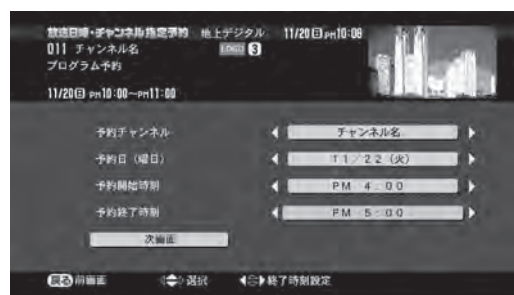 放送日時・チャンネル指定予約 地上デジタル 11/20日PM10:08
011 チャンネル名 LOGO 3
プログラム予約
11/20日 PM10:00～PM11:00
予約チャンネル チャンネル名
予約日（曜日） 11/22（火）
予約開始時刻 PM 4:00
予約終了時刻 PM 5:00
次画面
戻る 前画面 選択 終了時刻設定